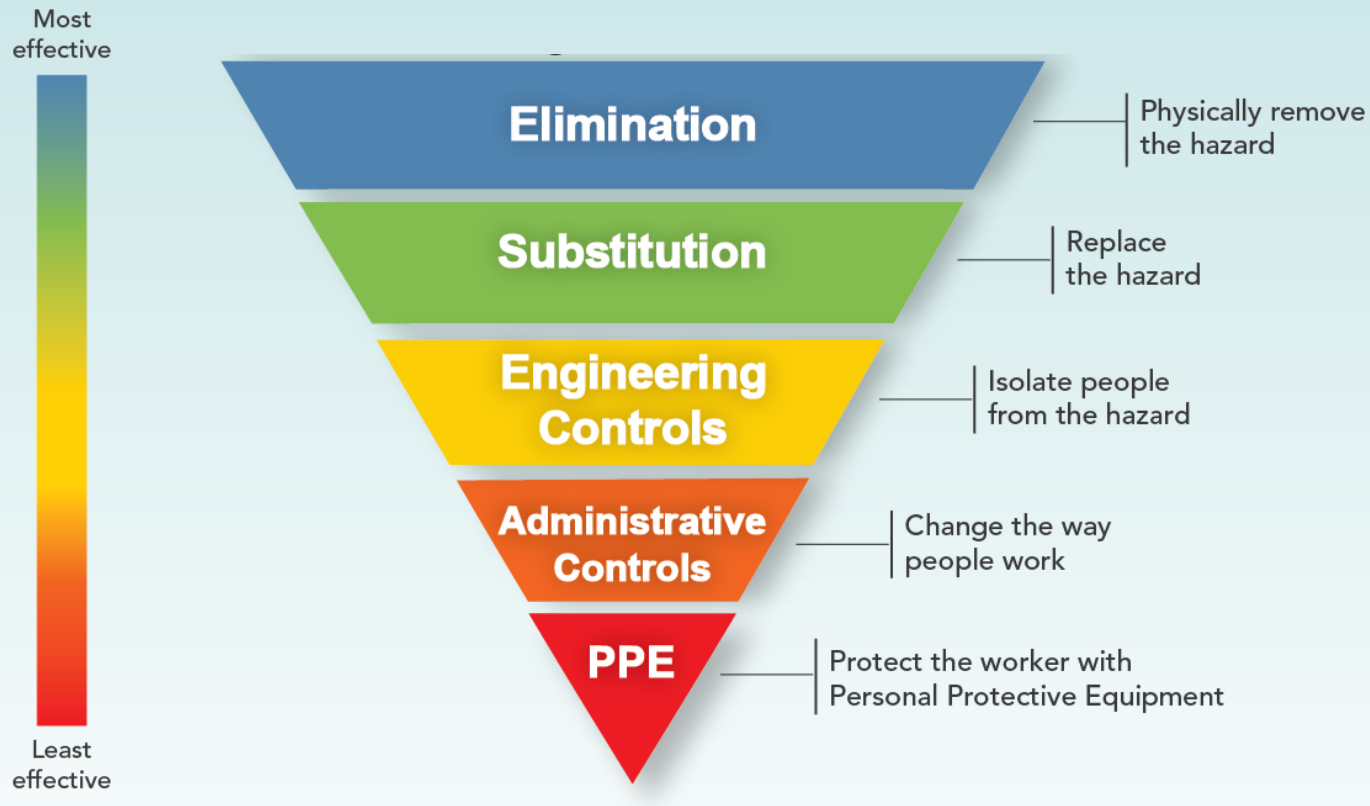 Most
effective
Elimination
Physically remove
the hazard
Substitution
Replace
the hazard
Engineering
Controls
Isolate people
from the hazard
Administrative
Controls
Change the way
people work
PPE
Protect the worker with
Personal Protective Equipment
Least
effective